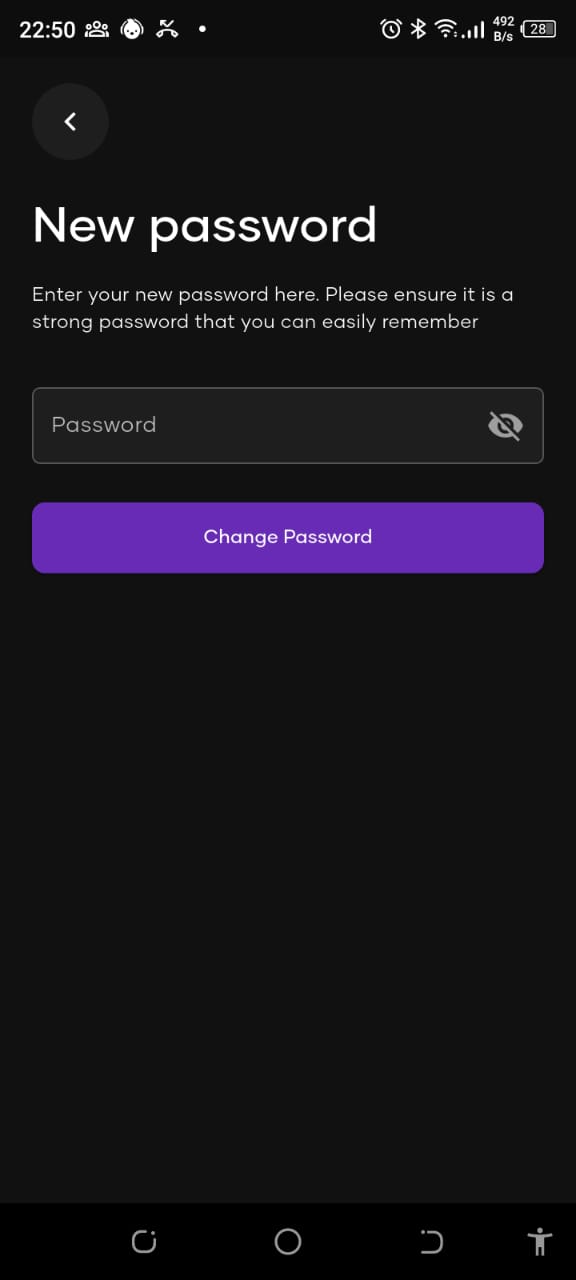 22:50
492
B/s
28
New password
Enter your new password here. Please ensure it is a
strong password that you can easily remember
Password
Change Password